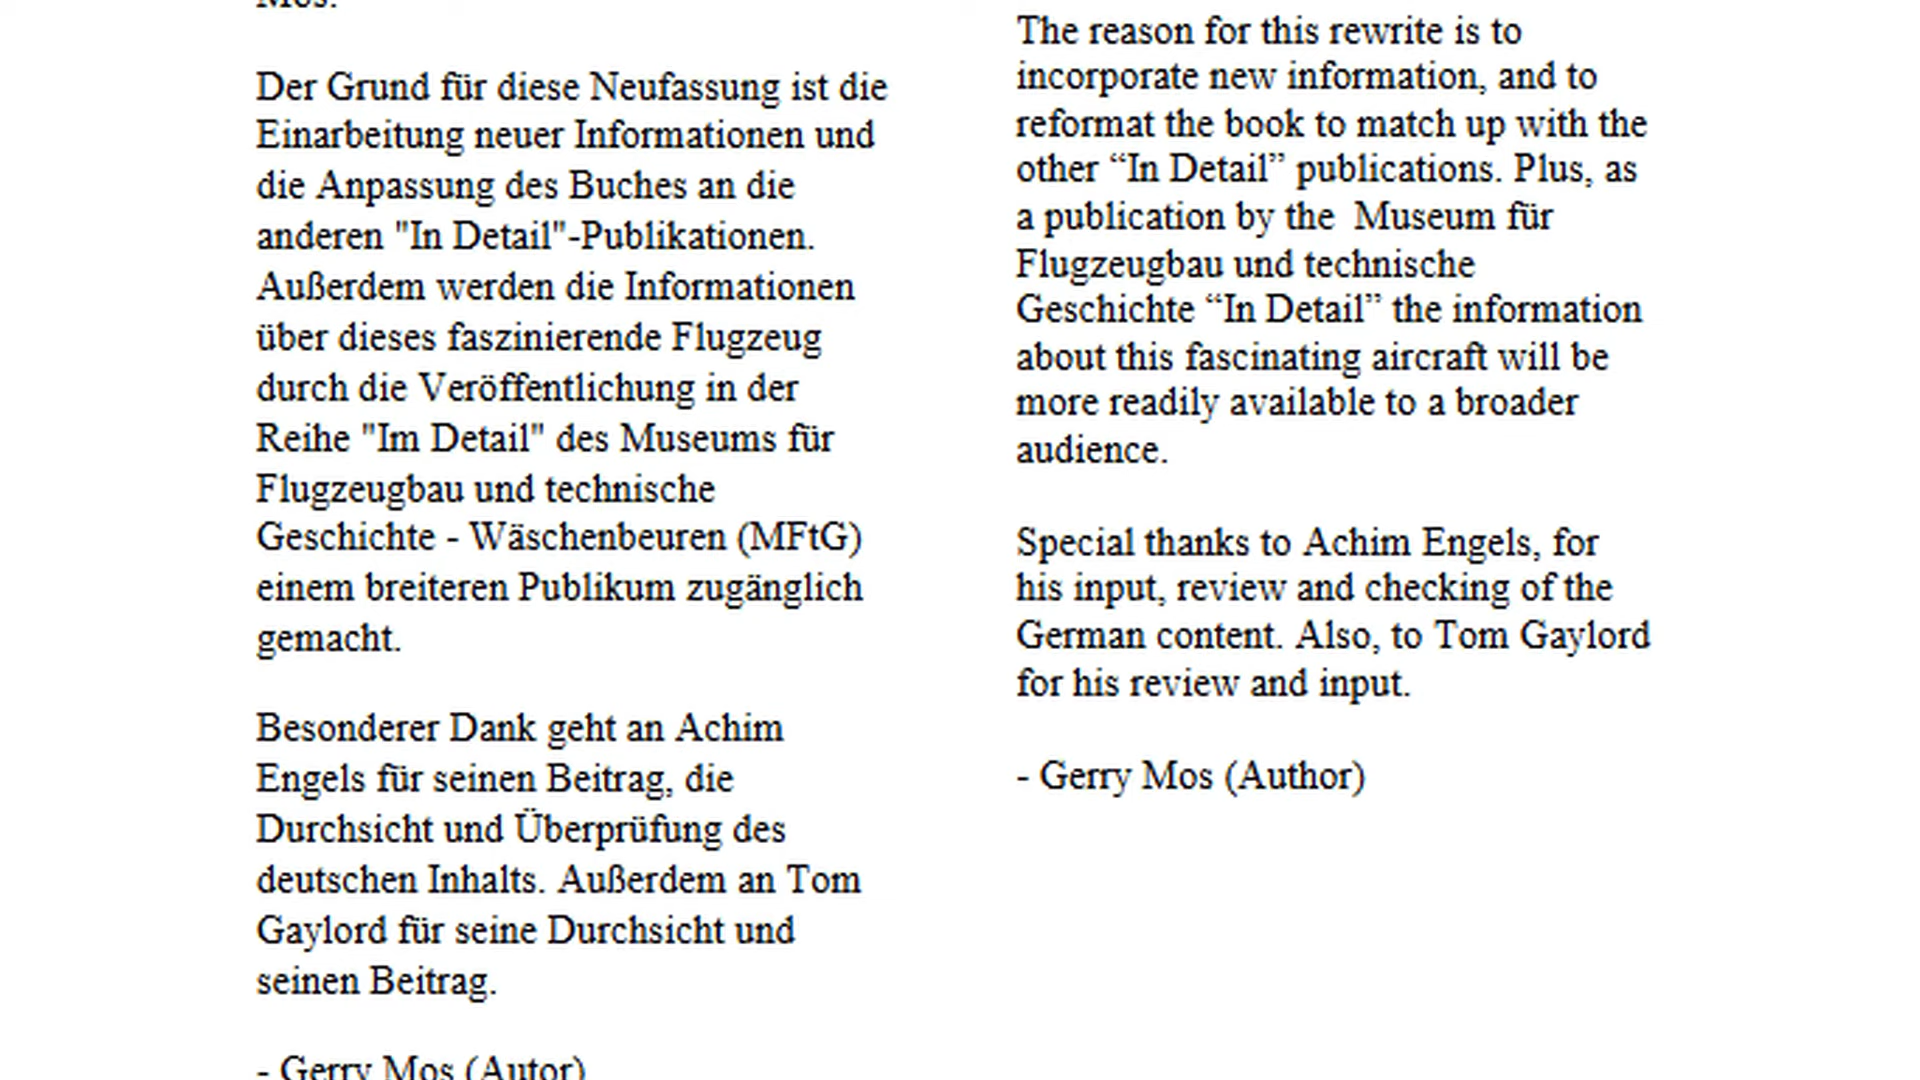 Mos.
Der Grund für diese Neufassung ist die
Einarbeitung neuer Informationen und
die Anpassung des Buches an die
anderen "In Detail"-Publikationen.
Außerdem werden die Informationen
über dieses faszinierende Flugzeug
durch die Veröffentlichung in der
Reihe "Im Detail" des Museums für
Flugzeugbau und technische
Geschichte - Wäschenbeuren (MFtG)
einem breiteren Publikum zugänglich
gemacht.
Besonderer Dank geht an Achim
Engels für seinen Beitrag, die
Durchsicht und Überprüfung des
deutschen Inhalts. Außerdem an Tom
Gaylord für seine Durchsicht und
seinen Beitrag.
- Gerry Mos (Autor)
The reason for this rewrite is to
incorporate new information, and to
reformat the book to match up with the
other “In Detail” publications. Plus, as
a publication by the  Museum für
Flugzeugbau und technische
Geschichte “In Detail” the information
about this fascinating aircraft will be
more readily available to a broader
audience.
Special thanks to Achim Engels, for
his input, review and checking of the
German content. Also, to Tom Gaylord
for his review and input.
- Gerry Mos (Author)